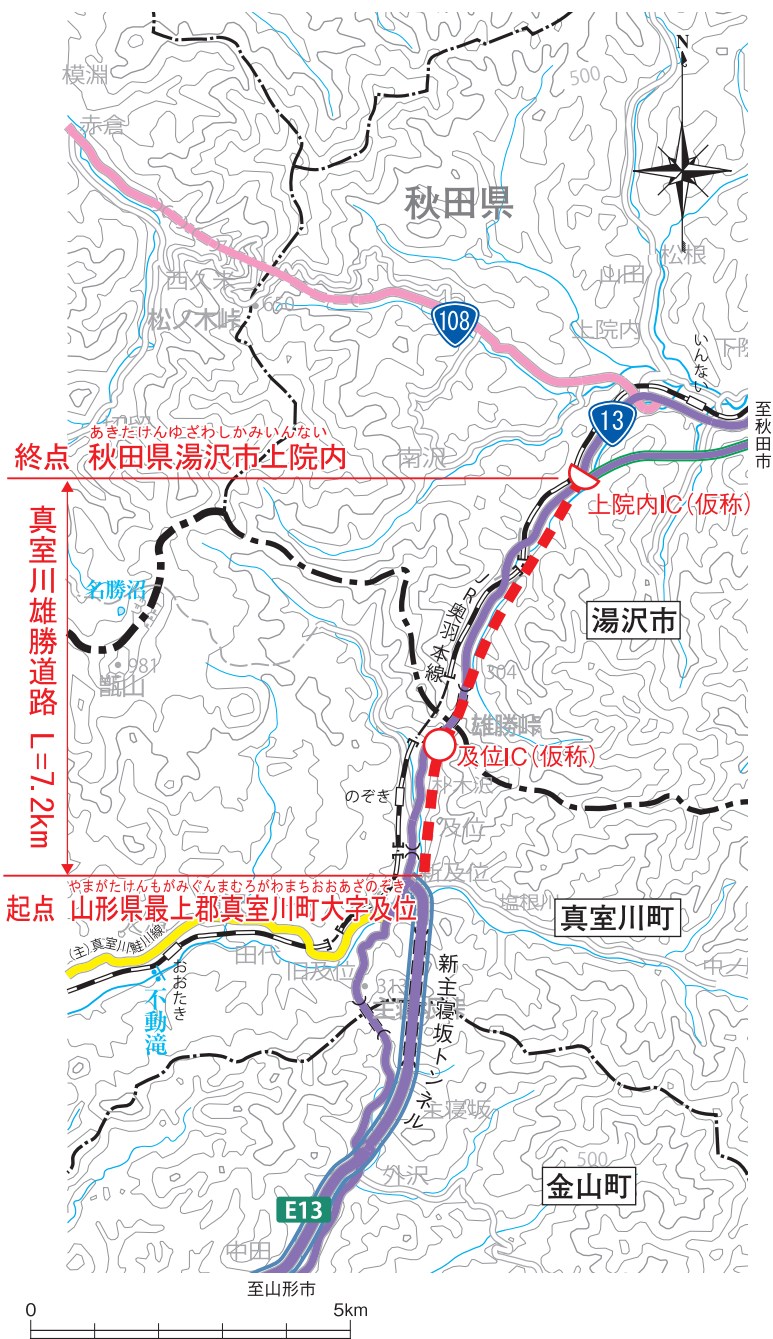 N
模淵
500
赤倉
秋田県
松根
西久米
山田
650
松ノ木峠
108
上院内
いんない
13
至秋田市
あきたけんゆざわしかみいんない
終点 秋田県湯沢市上院内
南沢
上院内IC(仮称)
真室川雄勝道路 L=7.2km
名勝沼
湯沢市
JR奥羽本線
981
甑山
304
雄勝峠
及位IC(仮称)
朴木沢
のぞき
及位
やまがたけんもがみぐんまむろがわまちおおあざのぞき
新及位
起点 山形県最上郡真室川町大字及位
塩根川
真室川町
(主)真室川鮭川線
田代
旧及位
おおたき
不動滝
313
主寝坂峠
新主寝坂トンネル
主寝坂
外沢
500
金山町
E13
中田
至山形市
0
5km